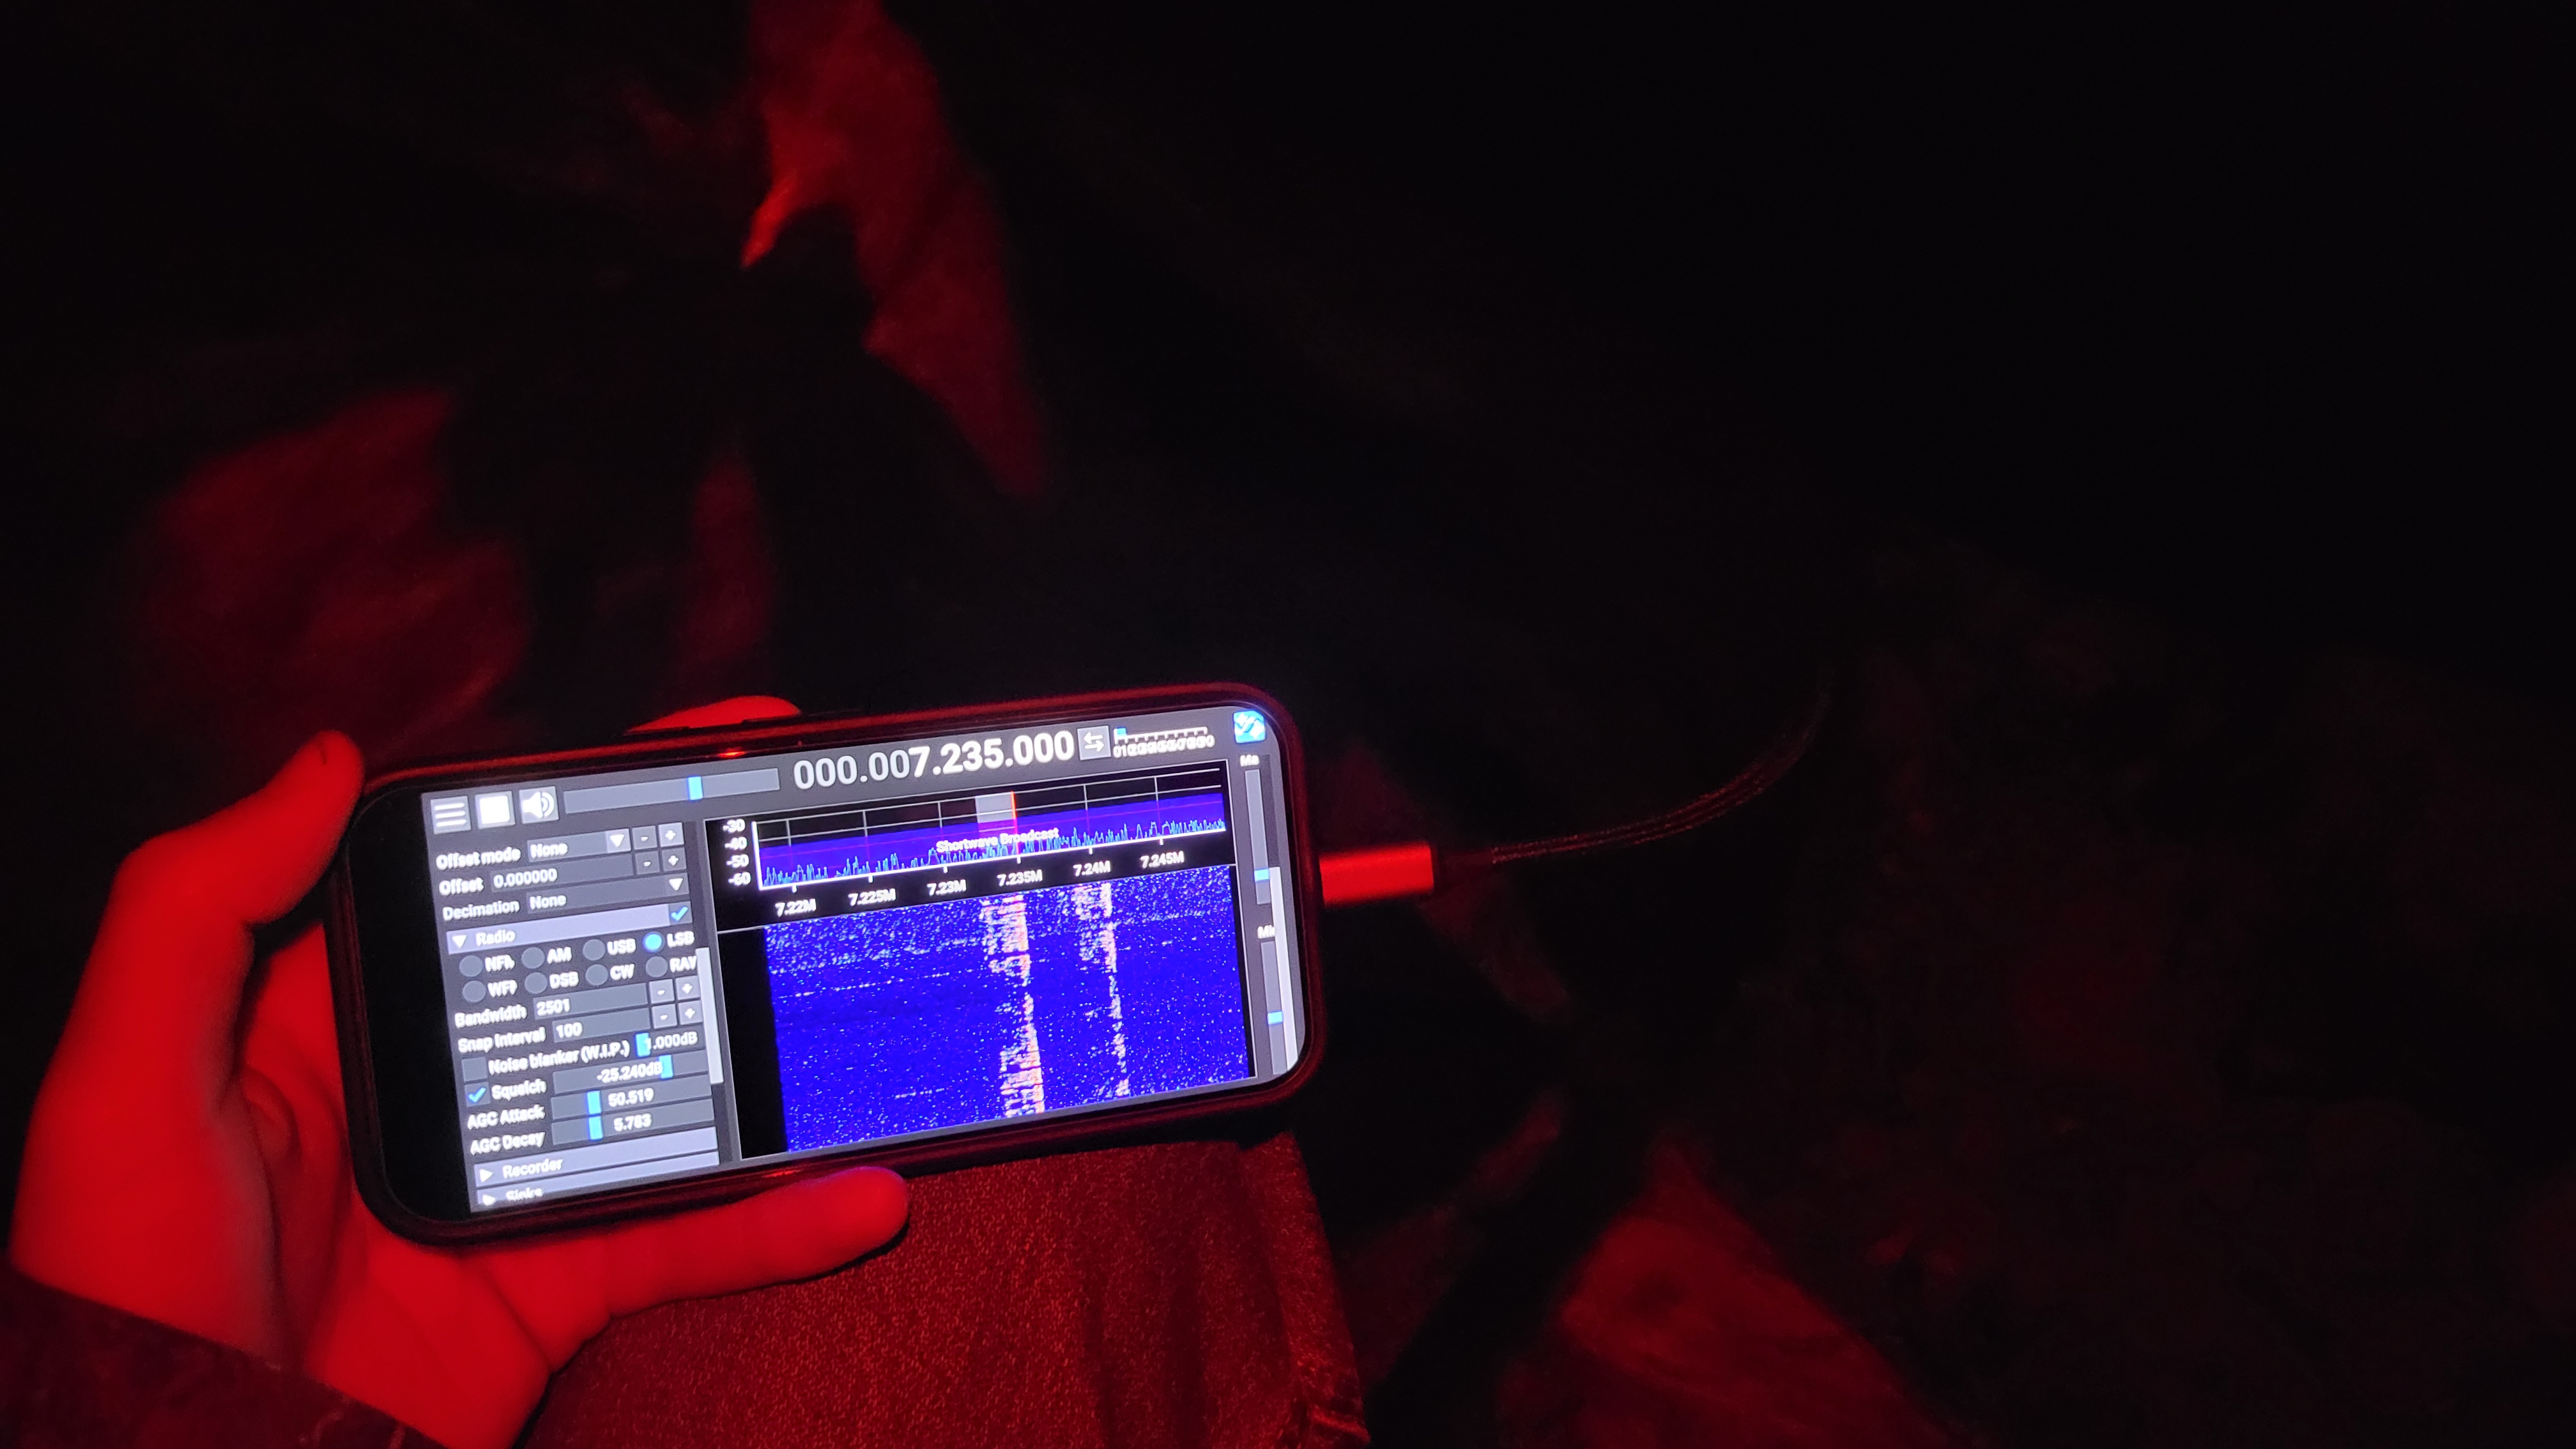 000.007.235.000
Offset mode None - +
Offset 0.000000 - +
Decimation None
Radio
NFM AM USB LSB
WFM DSB CW RAW
Bandwidth 2501 - +
Snap Interval 100 - +
Noise blanker (W.I.P.) 1.000dB
Squelch -25.240dB
AGC Attack 50.519
AGC Decay 5.783
Recorder
Sinks
-30
-40
-50
-60
Shortwave Broadcast
7.22M 7.225M 7.23M 7.235M 7.24M 7.245M
Ma
Mi